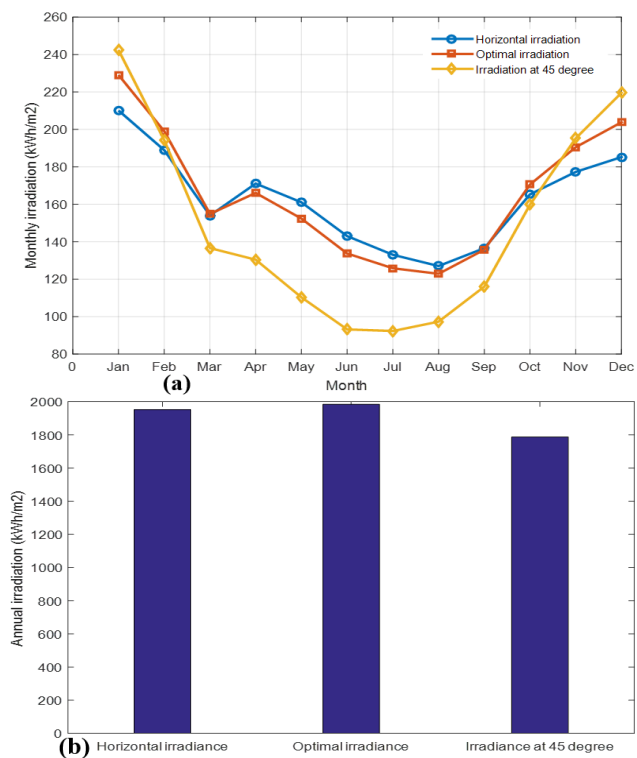 260
240
220
200
180
160
140
120
100
80
Monthly irradiation (kWh/m2)
Horizontal irradiation
Optimal irradiation
Irradiation at 45 degree
0 Jan Feb Mar Apr May Jun Jul Aug Sep Oct Nov Dec
(a) Month
2000
1800
1600
1400
1200
1000
800
600
400
200
0
Annual irradiation (kWh/m2)
(b) Horizontal irradiance Optimal irradiance Irradiance at 45 degree